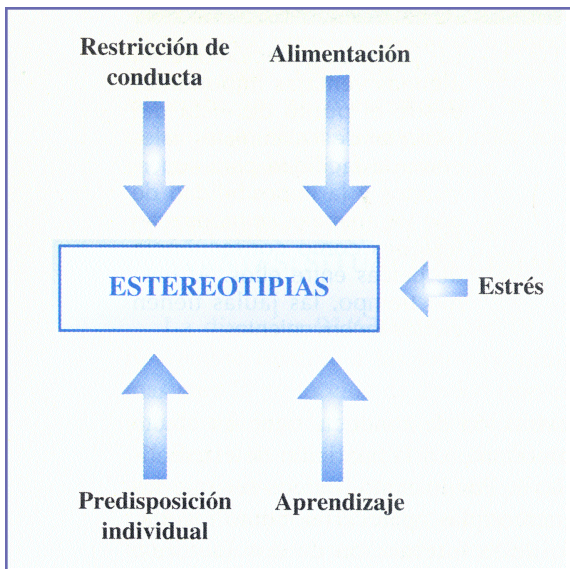 Restricción de
conducta
Alimentación
ESTEREOTIPIAS
Estrés
Predisposición
individual
Aprendizaje